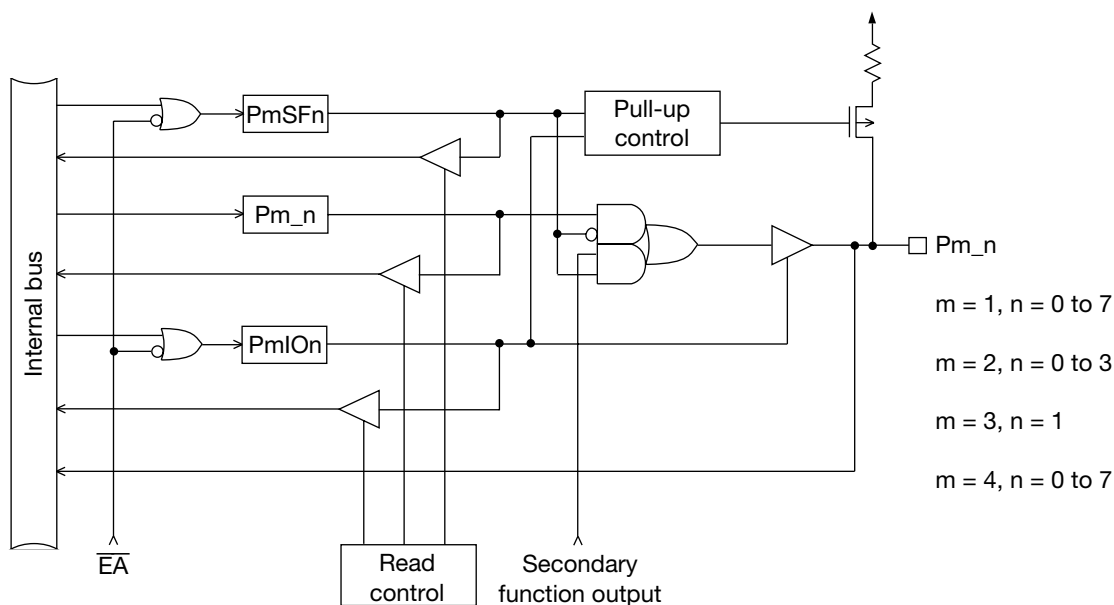 Internal bus
PmSFn
Pull-up
control
Pm_n
Pm_n
PmIOn
m = 1, n = 0 to 7
m = 2, n = 0 to 3
m = 3, n = 1
m = 4, n = 0 to 7
EA
Read
control
Secondary
function output